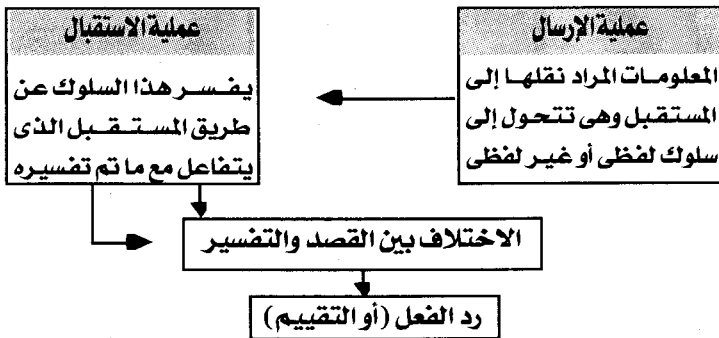 عملية الإرسال
المعلومات المراد نقلها إلى
المستقبل وهى تتحول إلى
سلوك لفظى أو غير لفظى
عملية الاستقبال
يفسر هذا السلوك عن
طريق المستقبل الذى
يتفاعل مع ما تم تفسيره
الاختلاف بين القصد والتفسير
رد الفعل (أو التقييم)